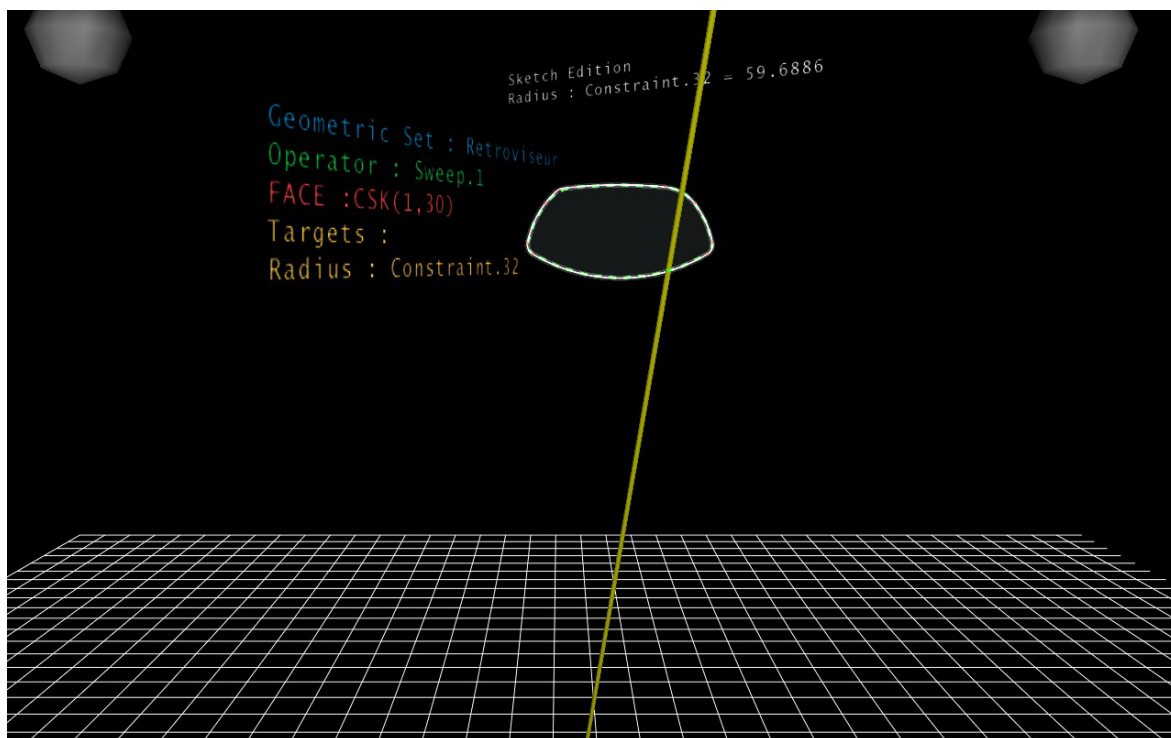 Sketch Edition
Radius : Constraint.32 = 59.6886
Geometric Set : Retroviseur
Operator : Sweep.1
FACE :CSK(1,30)
Targets :
Radius : Constraint.32